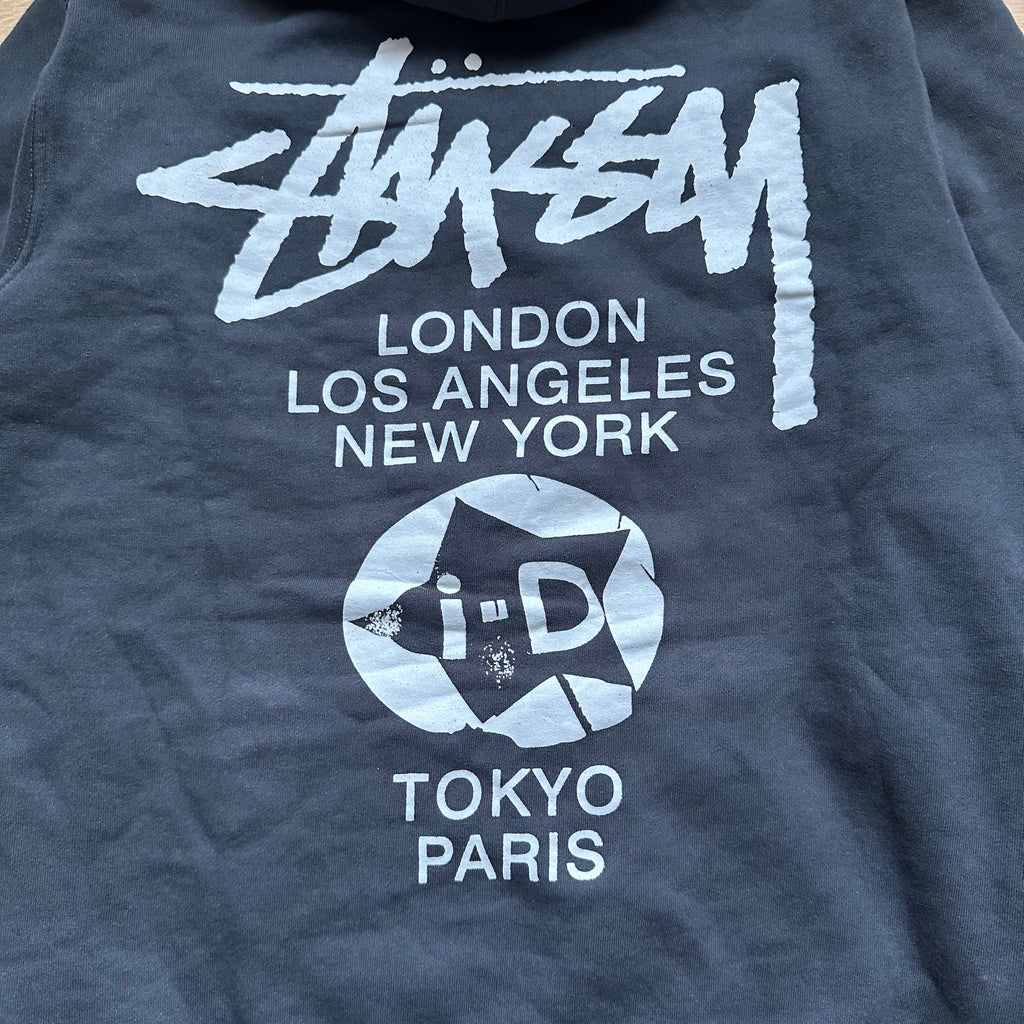 Stüssy
LONDON
LOS ANGELES
NEW YORK
i-D
TOKYO
PARIS